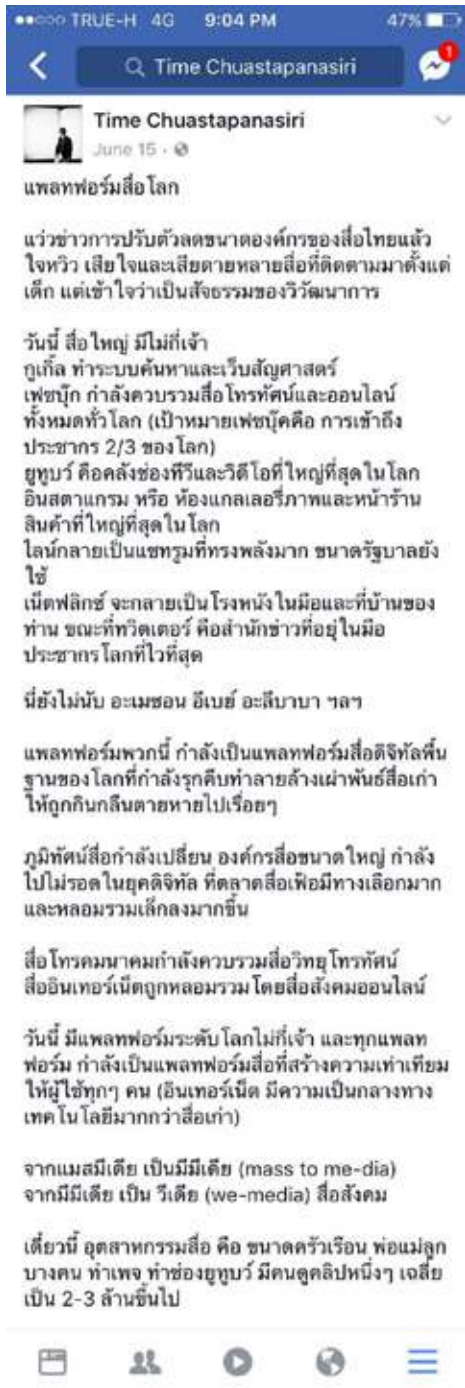 TRUE-H 4G 9:04 PM 47%
Time Chuastapanasiri
1
Time Chuastapanasiri
June 15
แพลทฟอร์มสื่อโลก
แว่วข่าวการปรับตัวลดขนาดองค์กรของสื่อไทยแล้ว
ใจหวิว เสียใจและเสียดายหลายสื่อที่ติดตามมาตั้งแต่
เด็ก แต่เข้าใจว่าเป็นสัจธรรมของวิวัฒนาการ
วันนี้ สื่อใหญ่ มีไม่กี่เจ้า
กูเกิ้ล ทำระบบค้นหาและเว็บสัญศาสตร์
เฟซบุ๊ก กำลังควบรวมสื่อโทรทัศน์และออนไลน์
ทั้งหมดทั่วโลก (เป้าหมายเฟซบุ๊คคือ การเข้าถึง
ประชากร 2/3 ของโลก)
ยูทูบว์ คือคลังช่องทีวีและวิดีโอที่ใหญ่ที่สุดในโลก
อินสตาแกรม หรือ ห้องแกลเลอรี่ภาพและหน้าร้าน
สินค้าที่ใหญ่ที่สุดในโลก
ไลน์กลายเป็นแชทรูมที่ทรงพลังมาก ขนาดรัฐบาลยัง
ใช้
เน็ตฟลิกซ์ จะกลายเป็นโรงหนังในมือและที่บ้านของ
ท่าน ขณะที่ทวิตเตอร์ คือสำนักข่าวที่อยู่ในมือ
ประชากรโลกที่ไวที่สุด
นี่ยังไม่นับ อะเมซอน อีเบย์ อะลีบาบา ฯลฯ
แพลทฟอร์มพวกนี้ กำลังเป็นแพลทฟอร์มสื่อดิจิทัลพื้น
ฐานของโลกที่กำลังรุกคืบทำลายล้างเผ่าพันธ์สื่อเก่า
ให้ถูกกินกลืนตายหายไปเรื่อยๆ
ภูมิทัศน์สื่อกำลังเปลี่ยน องค์กรสื่อขนาดใหญ่ กำลัง
ไปไม่รอดในยุคดิจิทัล ที่ตลาดสื่อเฟ้อมีทางเลือกมาก
และหลอมรวมเล็กลงมากขึ้น
สื่อโทรคมนาคมกำลังควบรวมสื่อวิทยุโทรทัศน์
สื่ออินเทอร์เน็ตถูกหลอมรวมโดยสื่อสังคมออนไลน์
วันนี้ มีแพลทฟอร์มระดับโลกไม่กี่เจ้า และทุกแพลท
ฟอร์ม กำลังเป็นแพลทฟอร์มสื่อที่สร้างความเท่าเทียม
ให้ผู้ใช้ทุกๆ คน (อินเทอร์เน็ต มีความเป็นกลางทาง
เทคโนโลยีมากกว่าสื่อเก่า)
จากแมสมีเดีย เป็นมีมีเดีย (mass to me-dia)
จากมีมีเดีย เป็น วีเดีย (we-media) สื่อสังคม
เดี๋ยวนี้ อุตสาหกรรมสื่อ คือ ขนาดครัวเรือน พ่อแม่ลูก
บางคน ทำเพจ ทำช่องยูทูบว์ มีคนดูคลิปหนึ่งๆ เฉลี่ย
เป็น 2-3 ล้านขึ้นไป